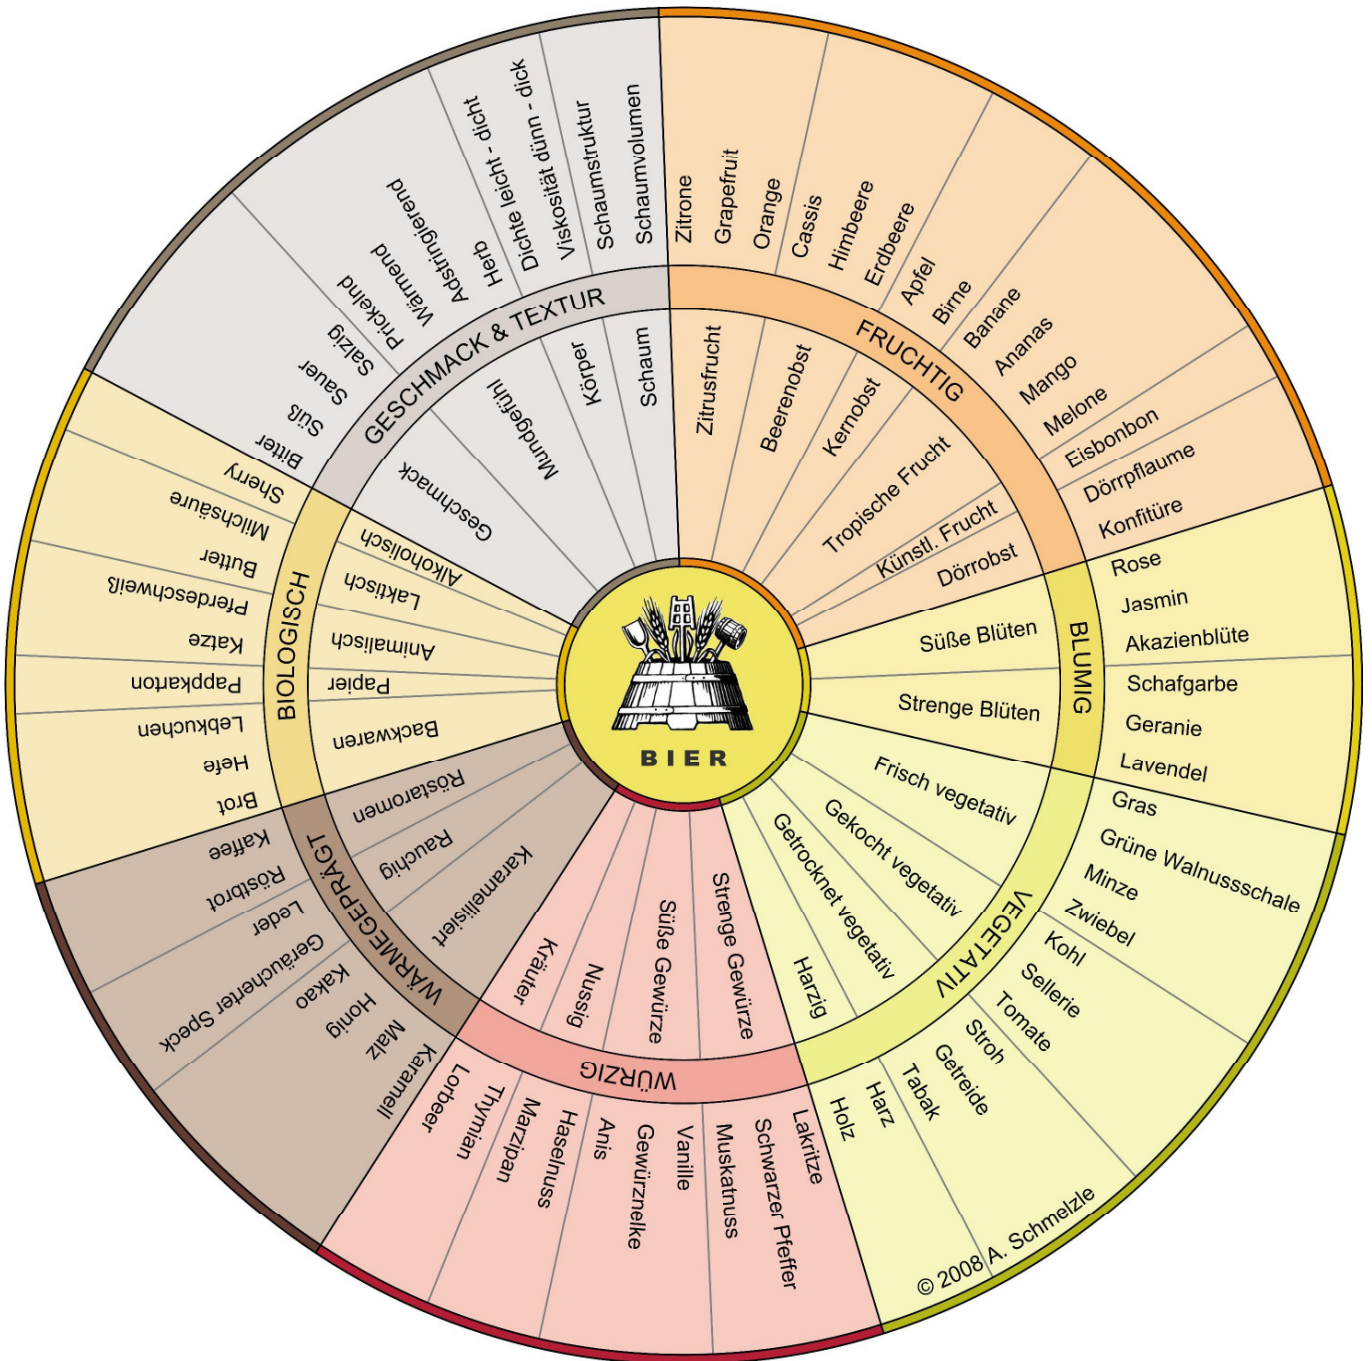 BIER
FRUCHTIG
Zitrusfrucht
Zitrone
Grapefruit
Orange
Beerenobst
Cassis
Himbeere
Erdbeere
Kernobst
Apfel
Birne
Tropische Frucht
Banane
Ananas
Mango
Melone
Künstl. Frucht
Eisbonbon
Dörrobst
Dörrpflaume
Konfitüre
BLUMIG
Süße Blüten
Rose
Jasmin
Akazienblüte
Strenge Blüten
Schafgarbe
Geranie
Lavendel
VEGETATIV
Frisch vegetativ
Gras
Grüne Walnussschale
Minze
Zwiebel
Gekocht vegetativ
Kohl
Sellerie
Tomate
Getrocknet vegetativ
Stroh
Getreide
Tabak
Harzig
Harz
Holz
WÜRZIG
Strenge Gewürze
Lakritze
Schwarzer Pfeffer
Muskatnuss
Süße Gewürze
Vanille
Gewürznelke
Anis
Nussig
Haselnuss
Marzipan
Kräuter
Thymian
Lorbeer
WÄRMEGEPRÄGT
Karamellisiert
Karamell
Malz
Honig
Kakao
Rauchig
Geräucherter Speck
Leder
Röstaromen
Röstbrot
Kaffee
BIOLOGISCH
Backwaren
Brot
Hefe
Lebkuchen
Papier
Pappkarton
Animalisch
Katze
Pferdeschweiß
Laktisch
Butter
Milchsäure
Alkoholisch
Sherry
GESCHMACK & TEXTUR
Geschmack
Bitter
Süß
Sauer
Salzig
Mundgefühl
Prickelnd
Wärmend
Adstringierend
Herb
Körper
Dichte leicht - dicht
Viskosität dünn - dick
Schaum
Schaumstruktur
Schaumvolumen
© 2008 A. Schmelzle